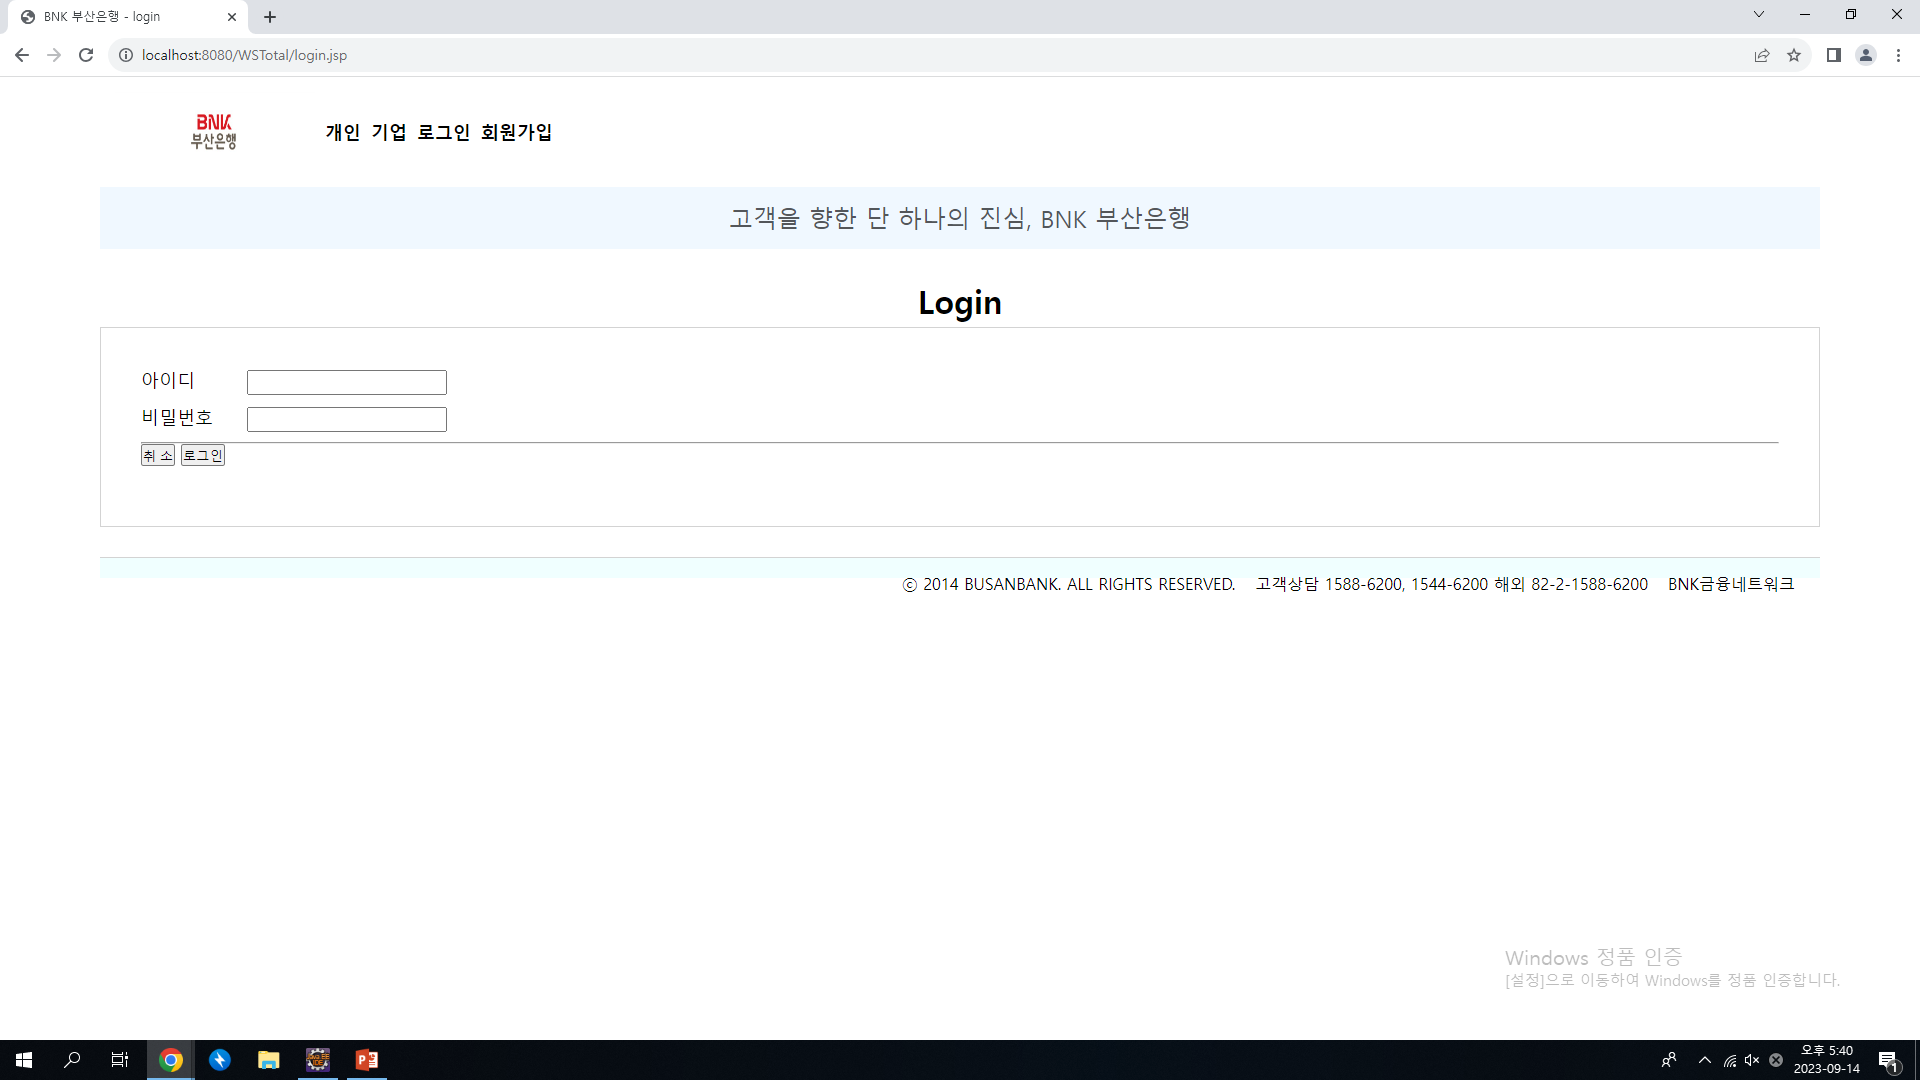 BNK 부산은행 - login
localhost:8080/WSTotal/login.jsp
BNK
부산은행
개인 기업 로그인 회원가입
고객을 향한 단 하나의 진심, BNK 부산은행
Login
아이디
비밀번호
취 소 로그인
ⓒ 2014 BUSANBANK. ALL RIGHTS RESERVED. 고객상담 1588-6200, 1544-6200 해외 82-2-1588-6200 BNK금융네트워크
Windows 정품 인증
[설정]으로 이동하여 Windows를 정품 인증합니다.
오후 5:40
2023-09-14
1